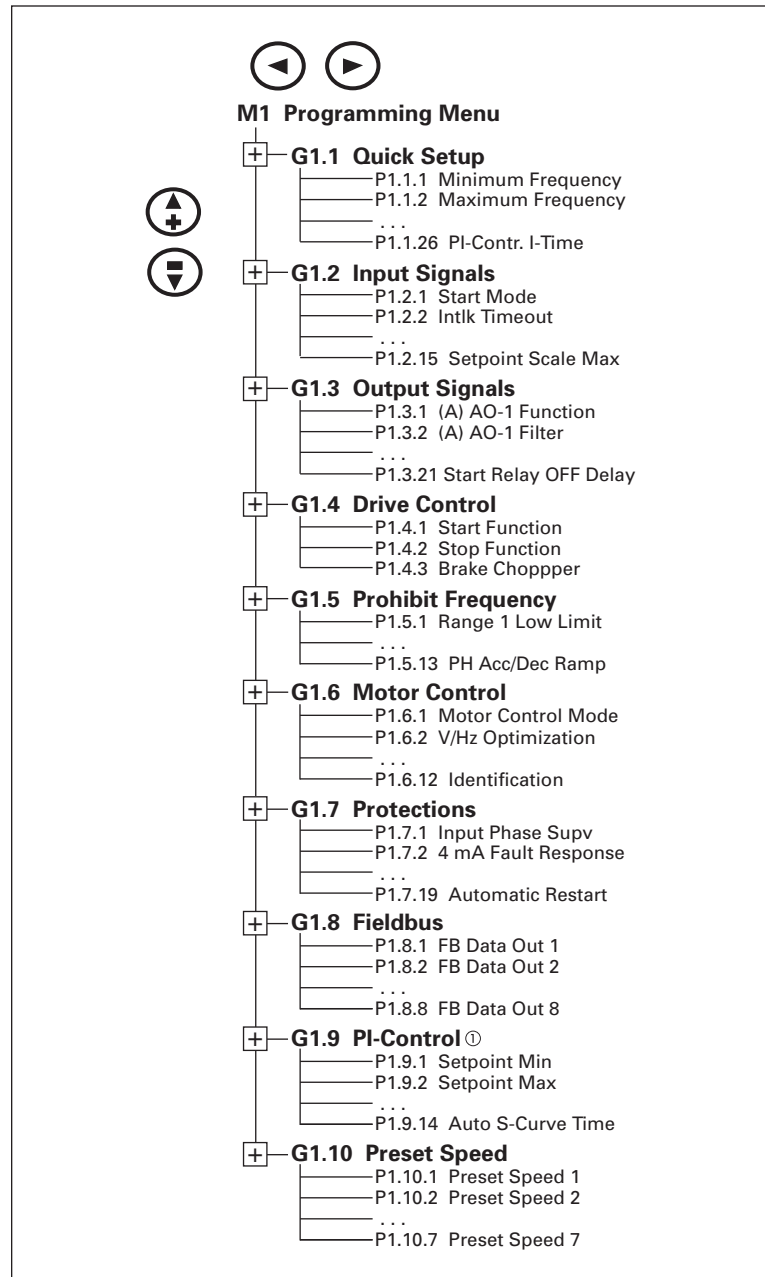 M1 Programming Menu
G1.1 Quick Setup
P1.1.1 Minimum Frequency
P1.1.2 Maximum Frequency
. . .
P1.1.26 PI-Contr. I-Time
G1.2 Input Signals
P1.2.1 Start Mode
P1.2.2 Intlk Timeout
. . .
P1.2.15 Setpoint Scale Max
G1.3 Output Signals
P1.3.1 (A) AO-1 Function
P1.3.2 (A) AO-1 Filter
. . .
P1.3.21 Start Relay OFF Delay
G1.4 Drive Control
P1.4.1 Start Function
P1.4.2 Stop Function
P1.4.3 Brake Choppper
G1.5 Prohibit Frequency
P1.5.1 Range 1 Low Limit
. . .
P1.5.13 PH Acc/Dec Ramp
G1.6 Motor Control
P1.6.1 Motor Control Mode
P1.6.2 V/Hz Optimization
. . .
P1.6.12 Identification
G1.7 Protections
P1.7.1 Input Phase Supv
P1.7.2 4 mA Fault Response
. . .
P1.7.19 Automatic Restart
G1.8 Fieldbus
P1.8.1 FB Data Out 1
P1.8.2 FB Data Out 2
. . .
P1.8.8 FB Data Out 8
G1.9 PI-Control ①
P1.9.1 Setpoint Min
P1.9.2 Setpoint Max
. . .
P1.9.14 Auto S-Curve Time
G1.10 Preset Speed
P1.10.1 Preset Speed 1
P1.10.2 Preset Speed 2
. . .
P1.10.7 Preset Speed 7